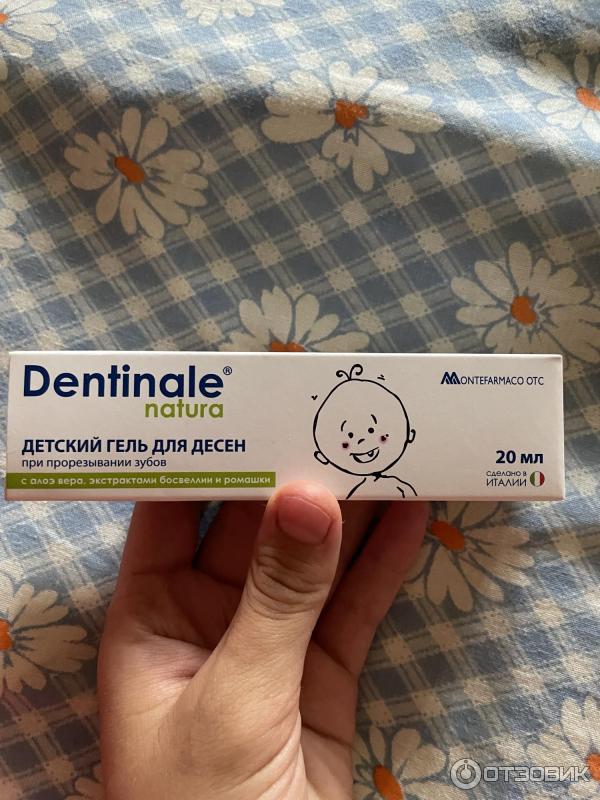 Dentinale®
natura
ДЕТСКИЙ ГЕЛЬ ДЛЯ ДЕСЕН
при прорезывании зубов
с алоэ вера, экстрактами босвеллии и ромашки
MONTEFARMACO OTC
20 мл
СДЕЛАНО В
ИТАЛИИ
ОТЗОВИК